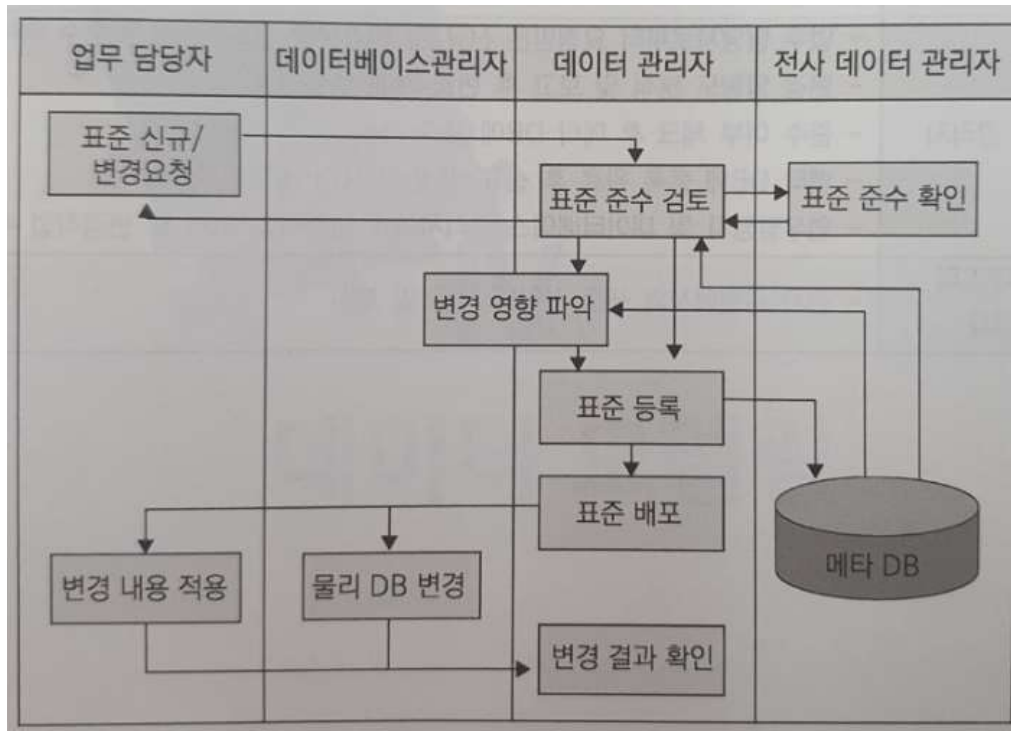 업무 담당자
데이터베이스관리자
데이터 관리자
전사 데이터 관리자
표준 신규/
변경요청
표준 준수 검토
표준 준수 확인
변경 영향 파악
표준 등록
표준 배포
메타 DB
변경 내용 적용
물리 DB 변경
변경 결과 확인